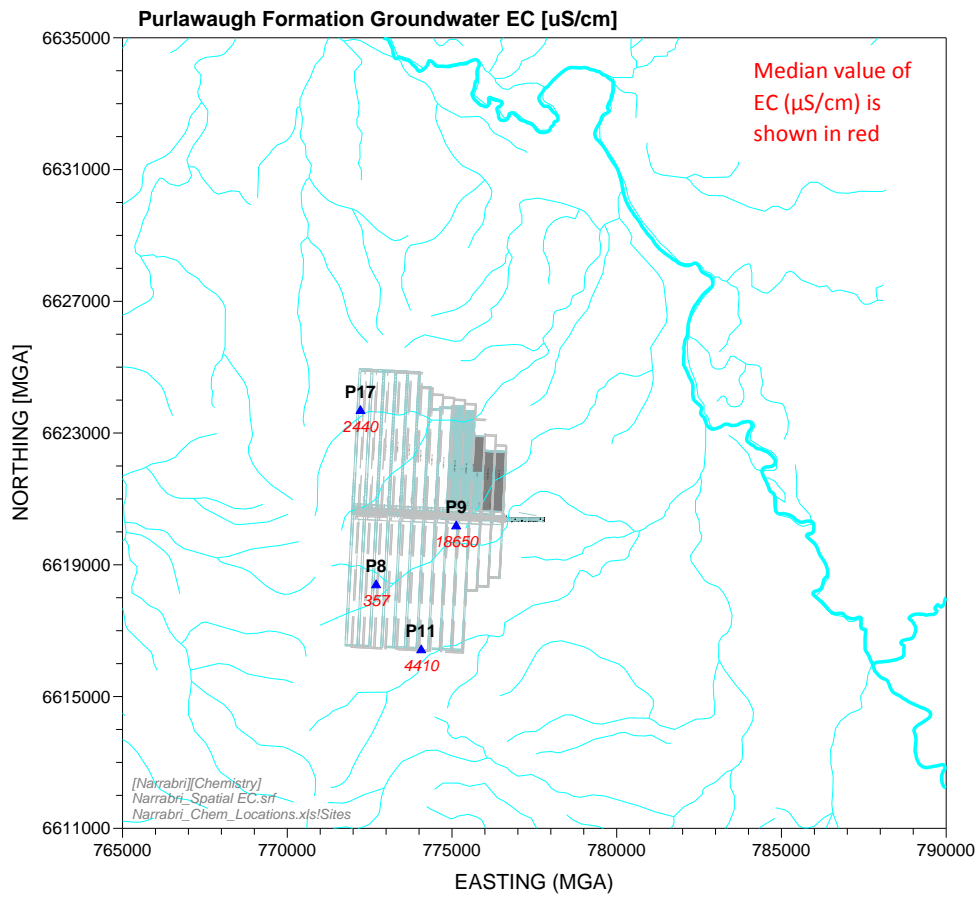 Purlawaugh Formation Groundwater EC [uS/cm]
6635000
6631000
6627000
6623000
6619000
6615000
6611000
NORTHING [MGA]
Median value of
EC (µS/cm) is
shown in red
P17
2440
P9
18650
P8
357
P11
4410
[Narrabri][Chemistry]
Narrabri_Spatial EC.srf
Narrabri_Chem_Locations.xls!Sites
765000
770000
775000
780000
785000
790000
EASTING (MGA)